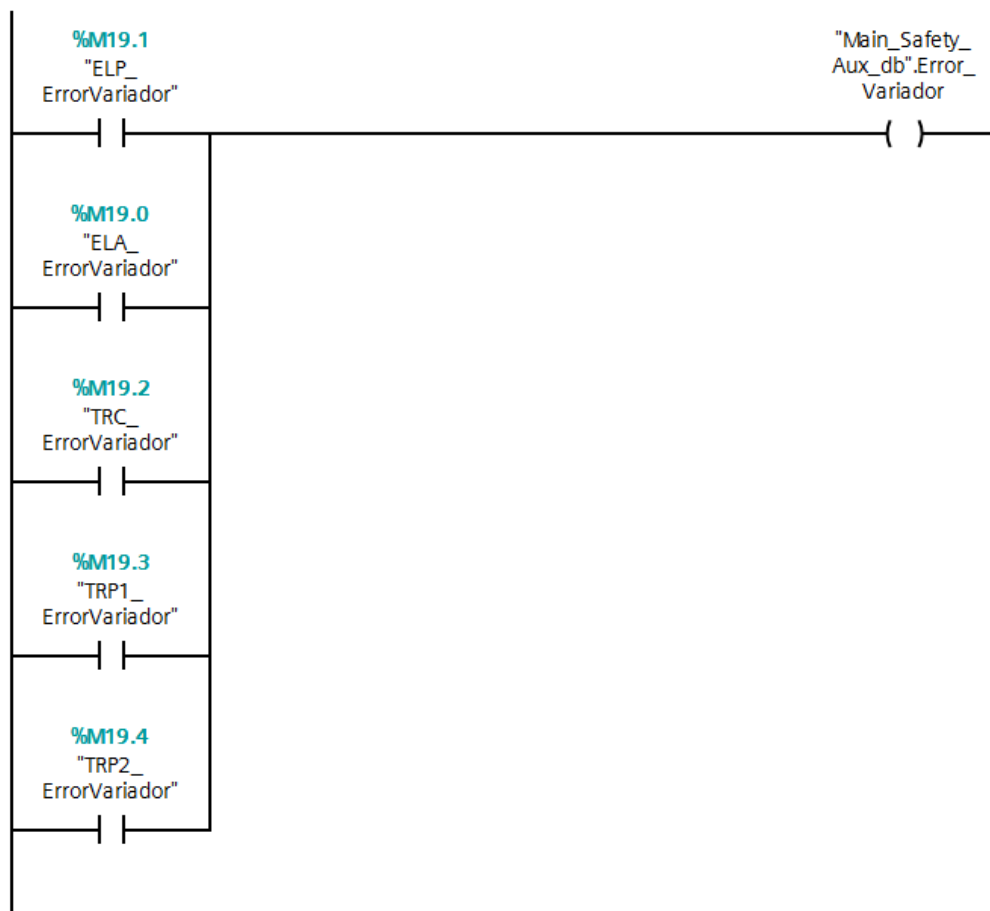 %M19.1
"ELP_
ErrorVariador"
"Main_Safety_
Aux_db".Error_
Variador
%M19.0
"ELA_
ErrorVariador"
%M19.2
"TRC_
ErrorVariador"
%M19.3
"TRP1_
ErrorVariador"
%M19.4
"TRP2_
ErrorVariador"